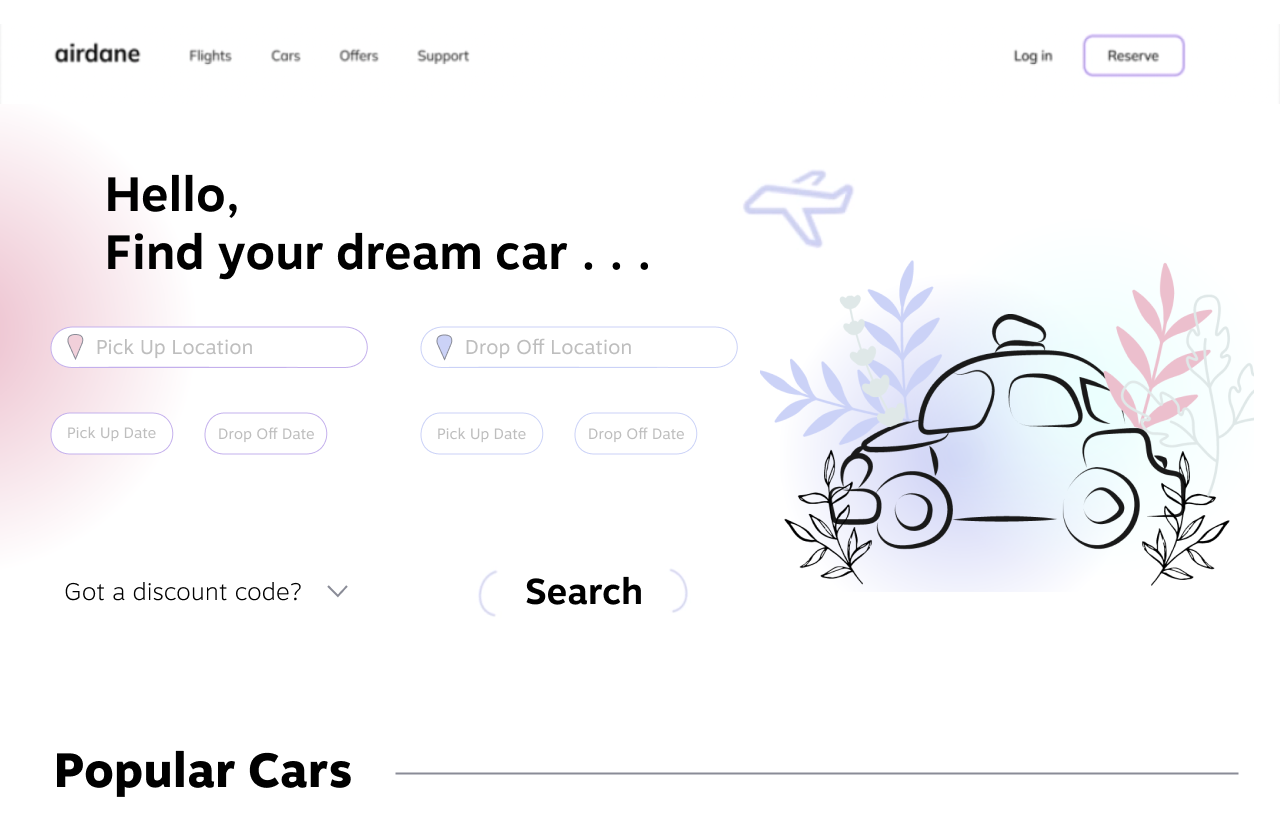 airdane
Flights
Cars
Offers
Support
Log in
Reserve
Hello,
Find your dream car . . .
Pick Up Location
Drop Off Location
Pick Up Date
Drop Off Date
Pick Up Date
Drop Off Date
Got a discount code?
Search
Popular Cars